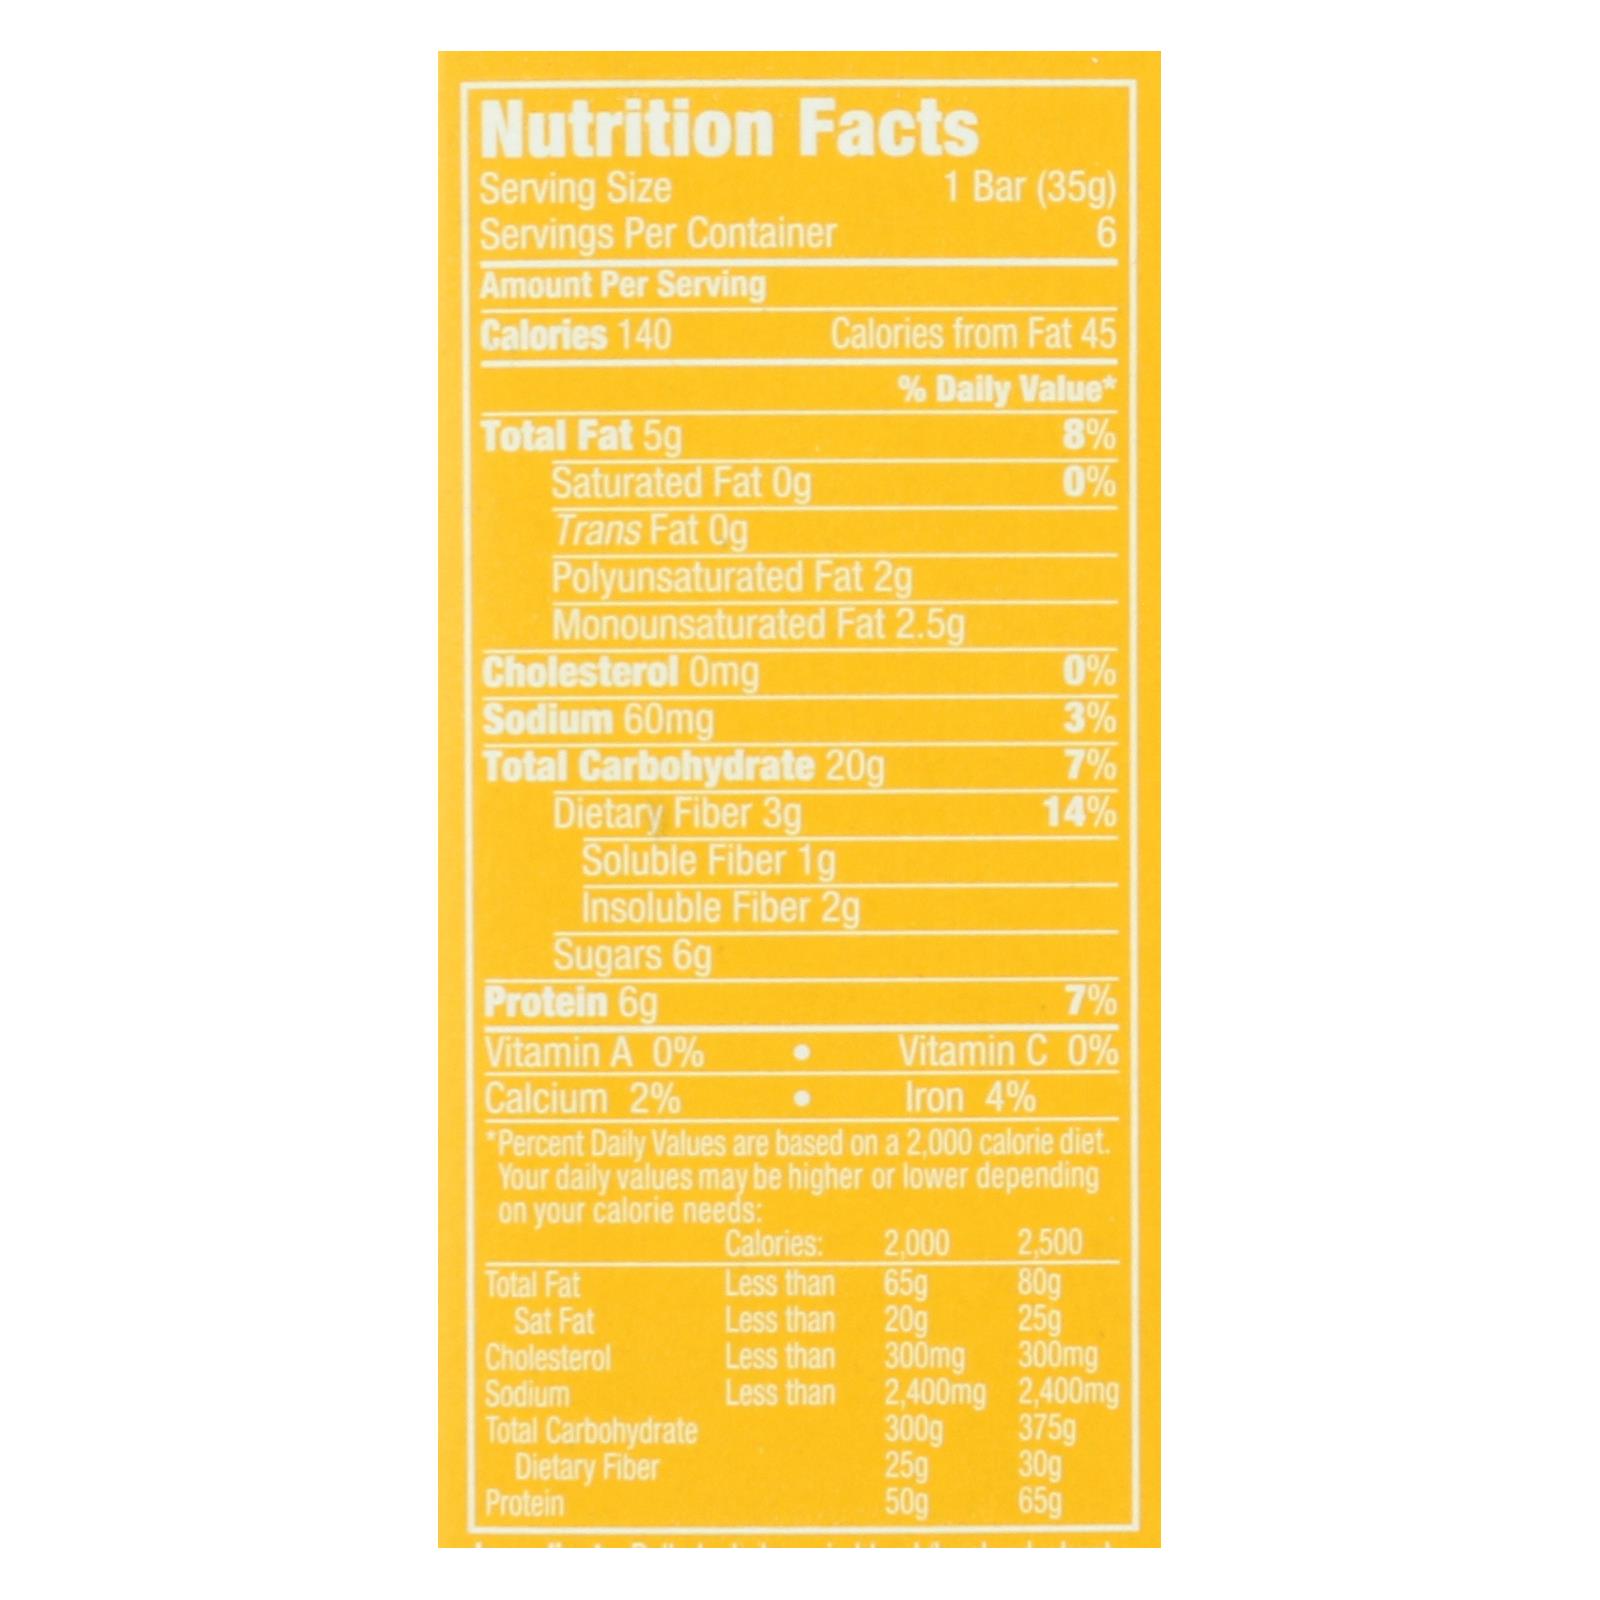 Nutrition Facts
Serving Size 1 Bar (35g)
Servings Per Container 6
Amount Per Serving
Calories 140 Calories from Fat 45
% Daily Value*
Total Fat 5g 8%
Saturated Fat 0g 0%
Trans Fat 0g
Polyunsaturated Fat 2g
Monounsaturated Fat 2.5g
Cholesterol 0mg 0%
Sodium 60mg 3%
Total Carbohydrate 20g 7%
Dietary Fiber 3g 14%
Soluble Fiber 1g
Insoluble Fiber 2g
Sugars 6g
Protein 6g 7%
Vitamin A 0% • Vitamin C 0%
Calcium 2% • Iron 4%
*Percent Daily Values are based on a 2,000 calorie diet.
Your daily values may be higher or lower depending
on your calorie needs:
Calories: 2,000 2,500
Total Fat Less than 65g 80g
Sat Fat Less than 20g 25g
Cholesterol Less than 300mg 300mg
Sodium Less than 2,400mg 2,400mg
Total Carbohydrate 300g 375g
Dietary Fiber 25g 30g
Protein 50g 65g